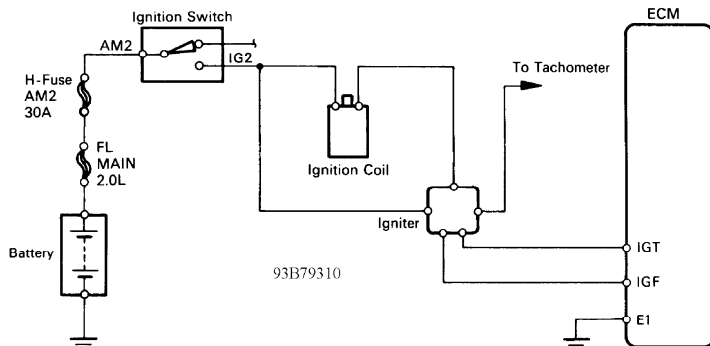 Ignition Switch
ECM
AM2
IG2
To Tachometer
H-Fuse
AM2
30A
FL
MAIN
2.0L
Ignition Coil
Igniter
Battery
IGT
93B79310
IGF
E1